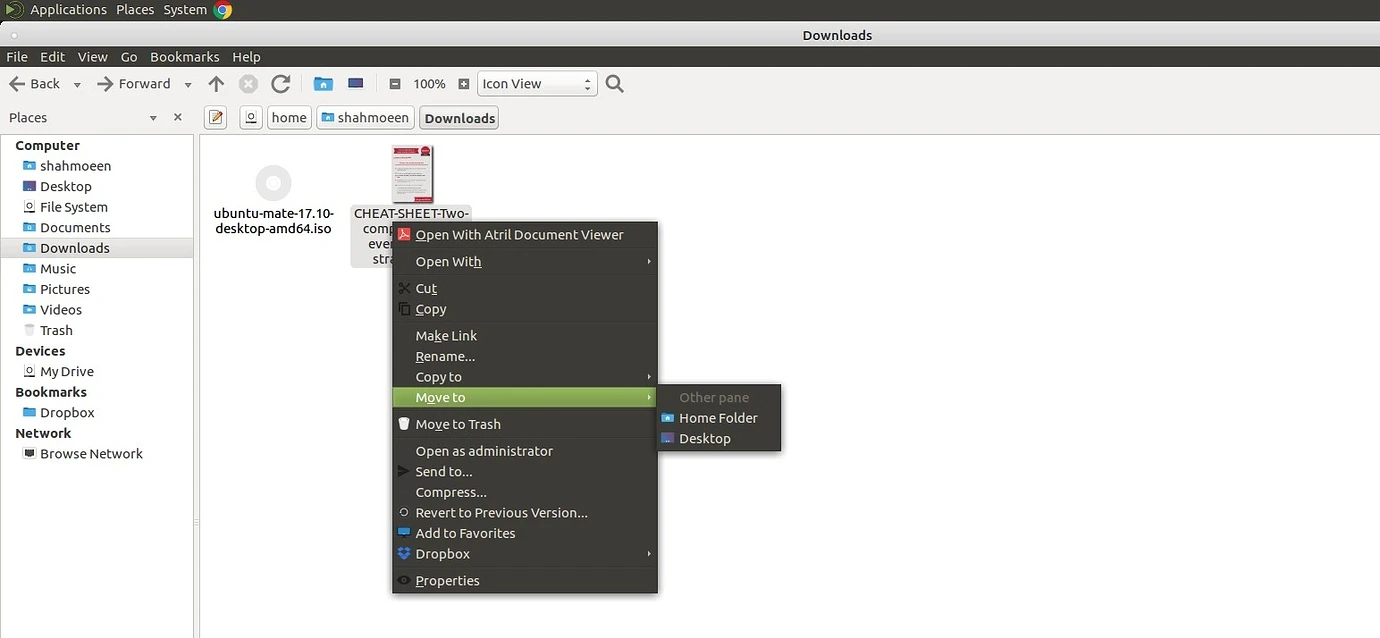 Applications Places System
Downloads
File Edit View Go Bookmarks Help
Back Forward 100% Icon View
Places
home shahmoeen Downloads
Computer
shahmoeen
Desktop
File System
Documents
Downloads
Music
Pictures
Videos
Trash
Devices
My Drive
Bookmarks
Dropbox
Network
Browse Network
ubuntu-mate-17.10-
desktop-amd64.iso
CHEAT-SHEET-Two-
comp
eve
stra
Open With Atril Document Viewer
Open With
Cut
Copy
Make Link
Rename...
Copy to
Move to
Move to Trash
Open as administrator
Send to...
Compress...
Revert to Previous Version...
Add to Favorites
Dropbox
Properties
Other pane
Home Folder
Desktop